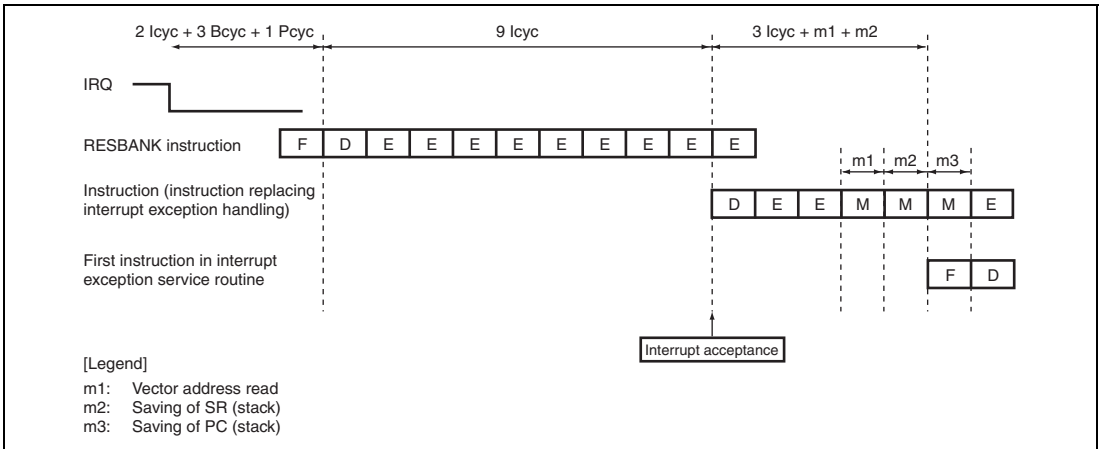 2 Icyc + 3 Bcyc + 1 Pcyc 9 Icyc 3 Icyc + m1 + m2
IRQ
RESBANK instruction F D E E E E E E E E E
m1 m2 m3
Instruction (instruction replacing
interrupt exception handling) D E E M M M E
First instruction in interrupt
exception service routine F D
Interrupt acceptance
[Legend]
m1: Vector address read
m2: Saving of SR (stack)
m3: Saving of PC (stack)